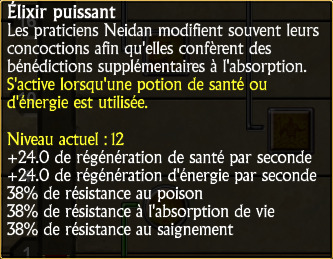 Élixir puissant
Les praticiens Neidan modifient souvent leurs
concoctions afin qu'elles confèrent des
bénédictions supplémentaires à l'absorption.
S'active lorsqu'une potion de santé ou
d'énergie est utilisée.
Niveau actuel : 12
+24.0 de régénération de santé par seconde
+24.0 de régénération d'énergie par seconde
38% de résistance au poison
38% de résistance à l'absorption de vie
38% de résistance au saignement